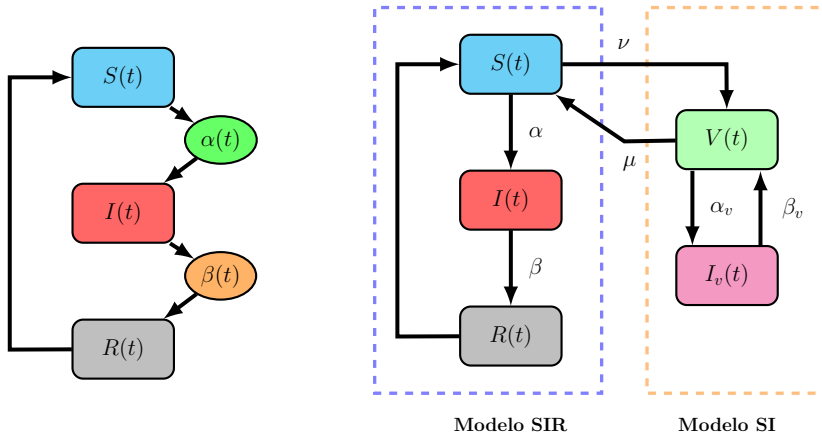 S(t)
α(t)
I(t)
β(t)
R(t)
S(t)
ν
α
μ
V(t)
I(t)
α_v
β_v
β
I_v(t)
R(t)
Modelo SIR
Modelo SI